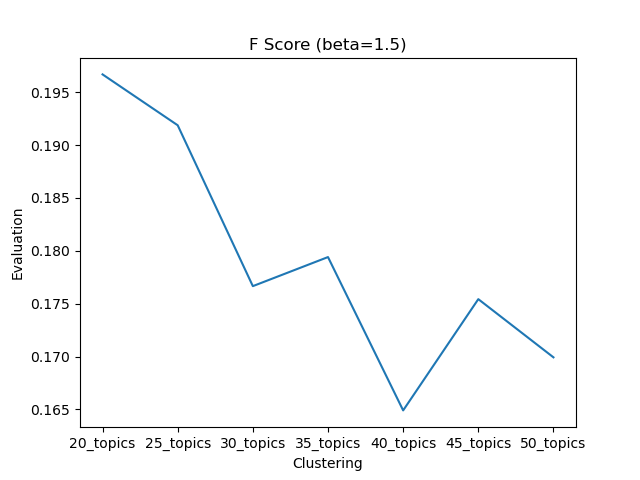 F Score (beta=1.5)
Evaluation
0.195
0.190
0.185
0.180
0.175
0.170
0.165
20_topics 25_topics 30_topics 35_topics 40_topics 45_topics 50_topics
Clustering